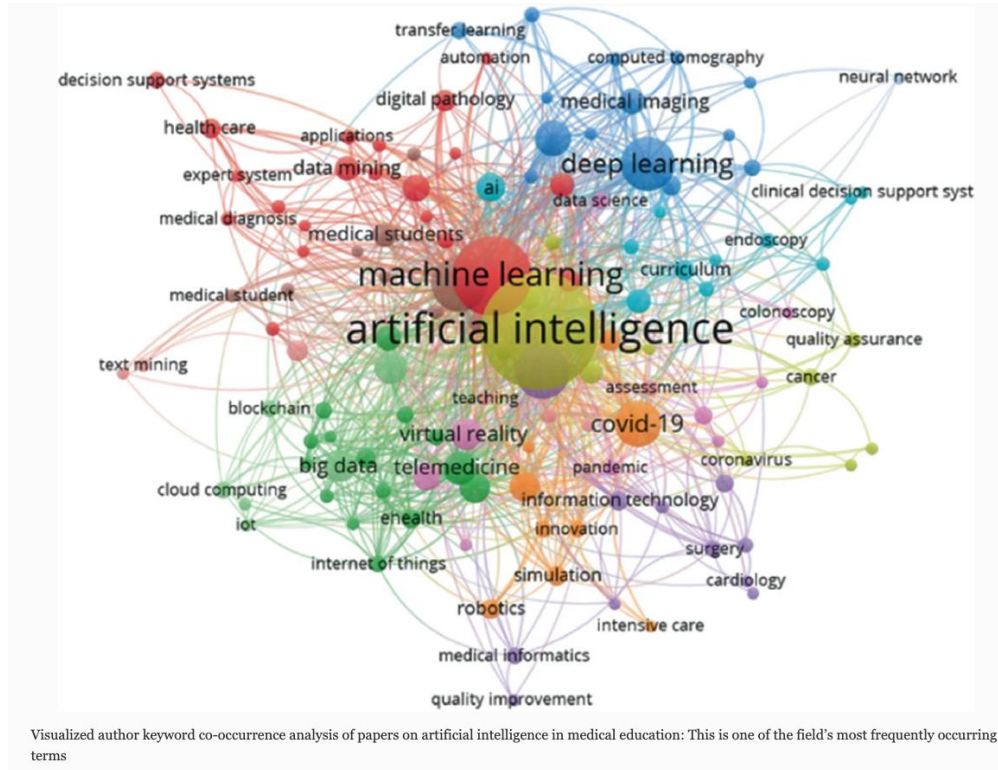 transfer learning
automation
computed tomography
decision support systems
neural network
digital pathology
medical imaging
health care
applications
deep learning
expert system
data mining
ai
data science
clinical decision support syst
medical diagnosis
medical students
endoscopy
machine learning
curriculum
medical student
colonoscopy
artificial intelligence
quality assurance
text mining
cancer
assessment
teaching
blockchain
covid-19
virtual reality
big data
telemedicine
pandemic
coronavirus
cloud computing
information technology
ehealth
iot
innovation
surgery
internet of things
simulation
cardiology
robotics
intensive care
medical informatics
quality improvement
Visualized author keyword co-occurrence analysis of papers on artificial intelligence in medical education: This is one of the field’s most frequently occurring
terms